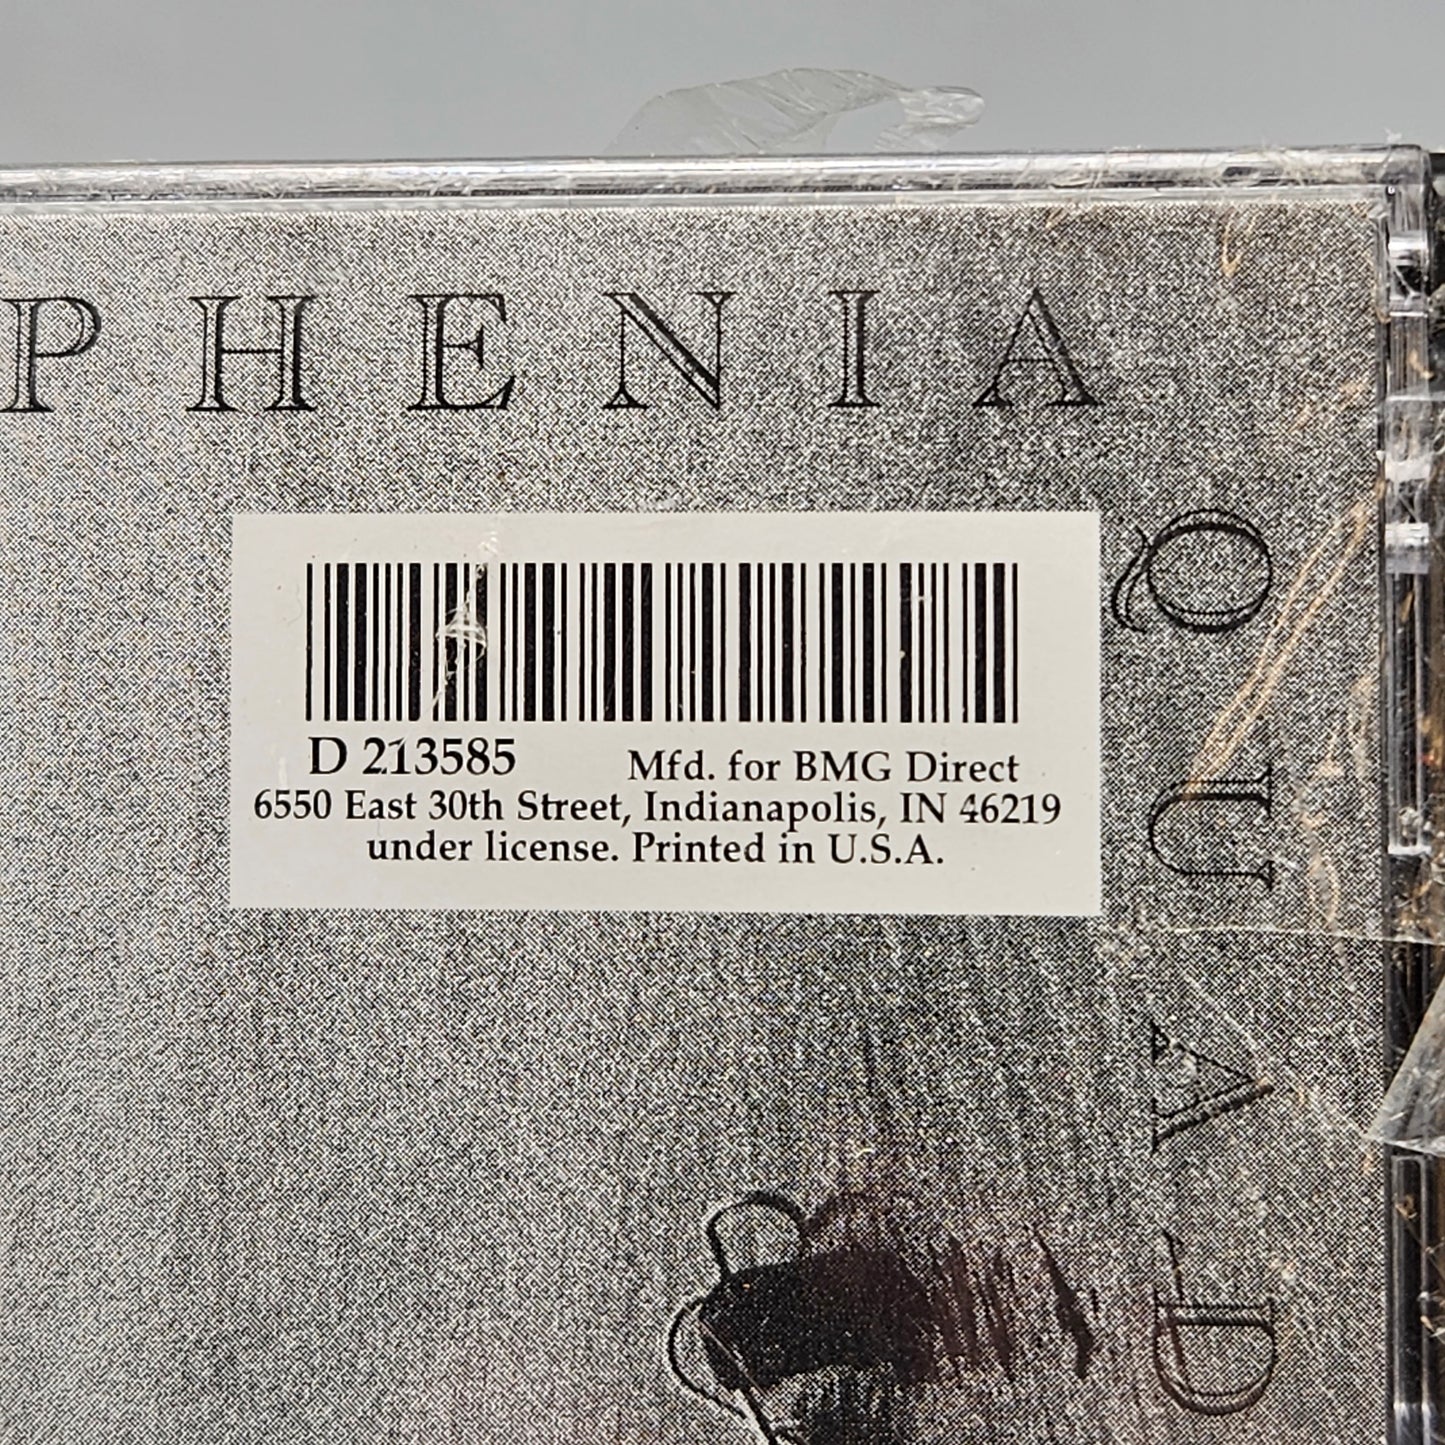 PHENIA
QUAD
D 213585 Mfd. for BMG Direct
6550 East 30th Street, Indianapolis, IN 46219
under license. Printed in U.S.A.